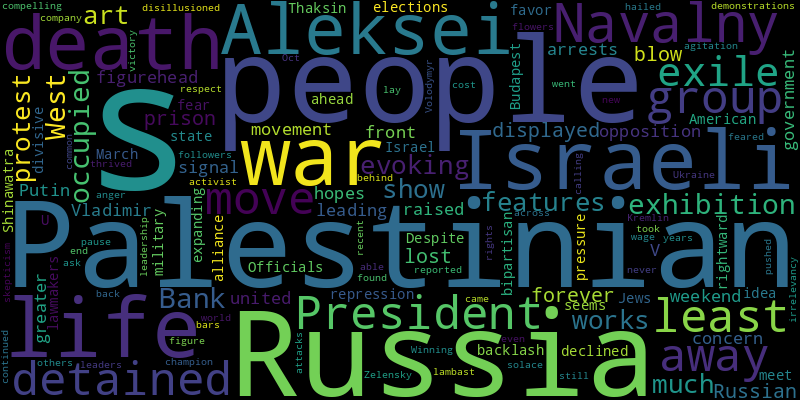 compelling disillusioned elections favor flowers hailed demonstrations
company art Thaksin
death victory Aleksei arrests Navalny
respect Oct Volodymyr Budapest blow agitation
West protest figurehead people exile government
fear ahead lay cost went new group
divisive occupied S prison war movement front displayed opposition American
common state Israel feared
Shinawatra March followers signal evoking Israeli
thrived activist behind calling Ukraine
Putin anger move hopes show features exhibition
Vladimir U leading raised across Kremlin
skepticism pause leadership military expanding alliance Palestinian Despite recent rights bipartisan pressure took V rightward
end Officials lost wage years
ask lawmakers able found reported never pushed irrelevancy
greater back Bank united repression forever Jews weekend idea
life bars world President came seems works least
continued figure attacks even concern
others leaders champion Russia Winning backlash declined away
detained Zelensky lambast solace still much meet Russian